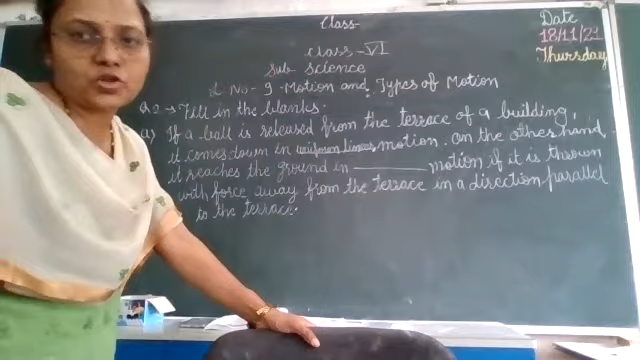 Class-
Date
18/11/21
Thursday
Class - VI
Sub Science
L No - 9 - Motion and Types of Motion
Q 2 → Fill in the blanks.
a) If a ball is released from the terrace of a building,
it comes down in uniform linear motion. On the other hand,
it reaches the ground in ________ motion if it is thrown
with force away from the terrace in a direction parallel
to the terrace.